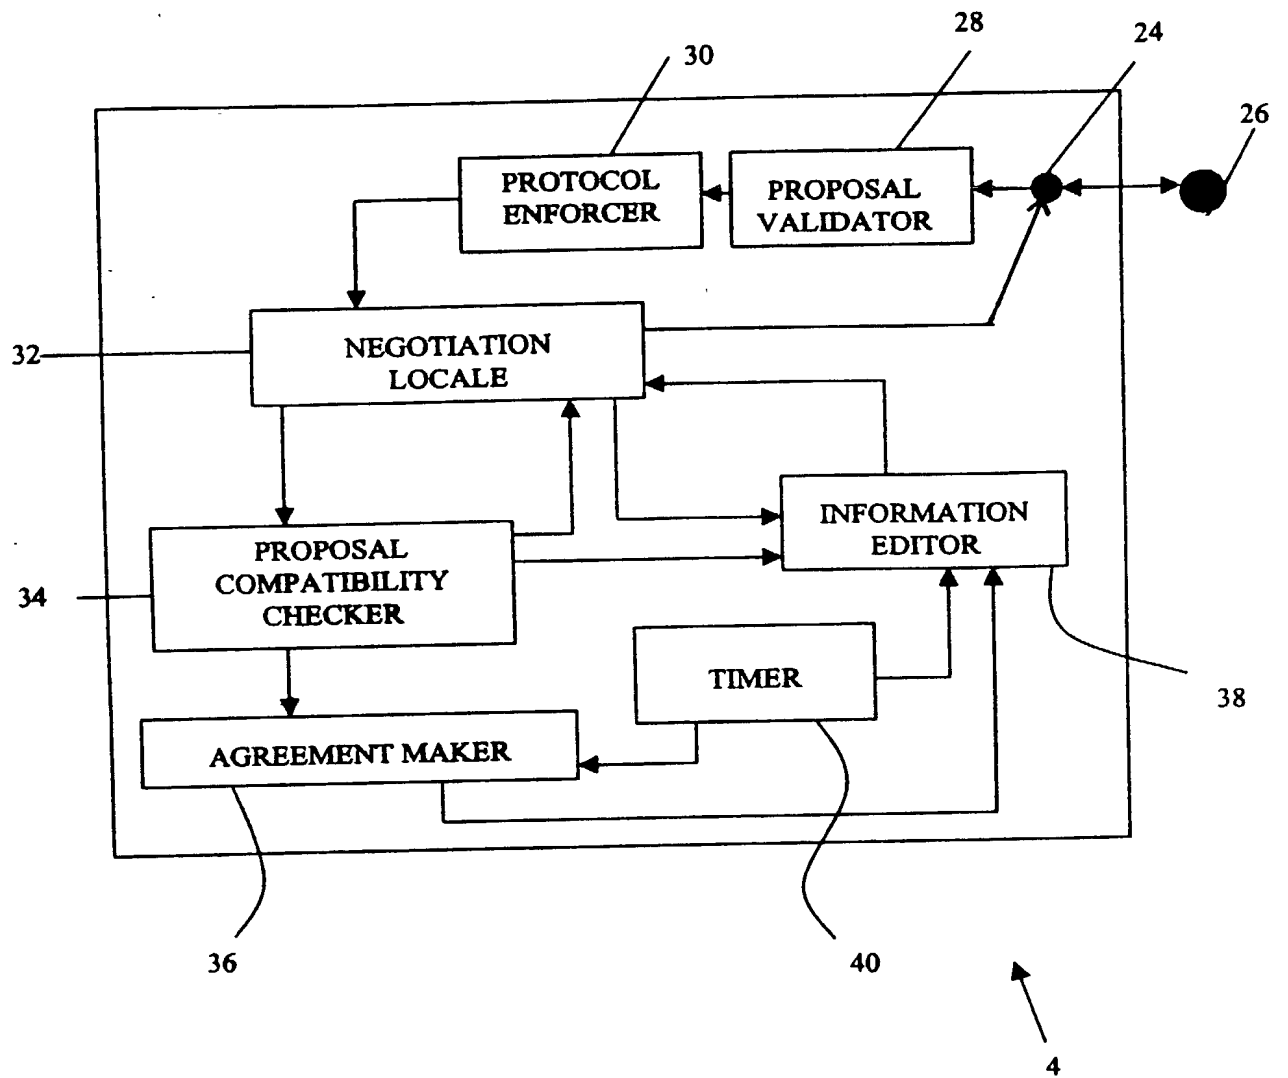 28
24
30
26
PROTOCOL
ENFORCER
PROPOSAL
VALIDATOR
32
NEGOTIATION
LOCALE
INFORMATION
EDITOR
PROPOSAL
COMPATIBILITY
CHECKER
34
TIMER
38
AGREEMENT MAKER
36
40
4